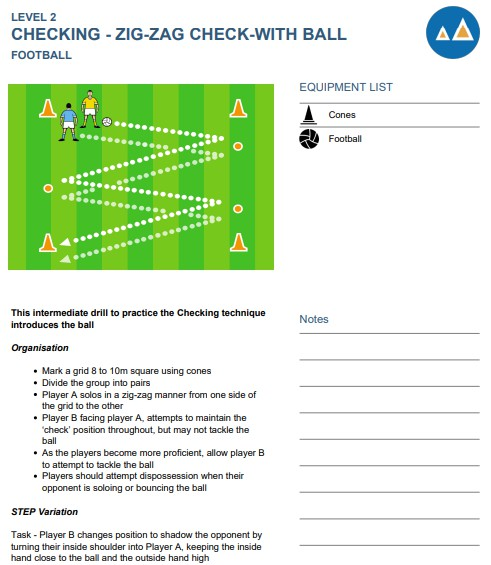 LEVEL 2
CHECKING - ZIG-ZAG CHECK-WITH BALL
FOOTBALL
EQUIPMENT LIST
Cones
Football
This intermediate drill to practice the Checking technique
introduces the ball
Organisation
• Mark a grid 8 to 10m square using cones
• Divide the group into pairs
• Player A solos in a zig-zag manner from one side of
the grid to the other
• Player B facing player A, attempts to maintain the
‘check’ position throughout, but may not tackle the
ball
• As the players become more proficient, allow player B
to attempt to tackle the ball
• Players should attempt dispossession when their
opponent is soloing or bouncing the ball
STEP Variation
Task - Player B changes position to shadow the opponent by
turning their inside shoulder into Player A, keeping the inside
hand close to the ball and the outside hand high
Notes